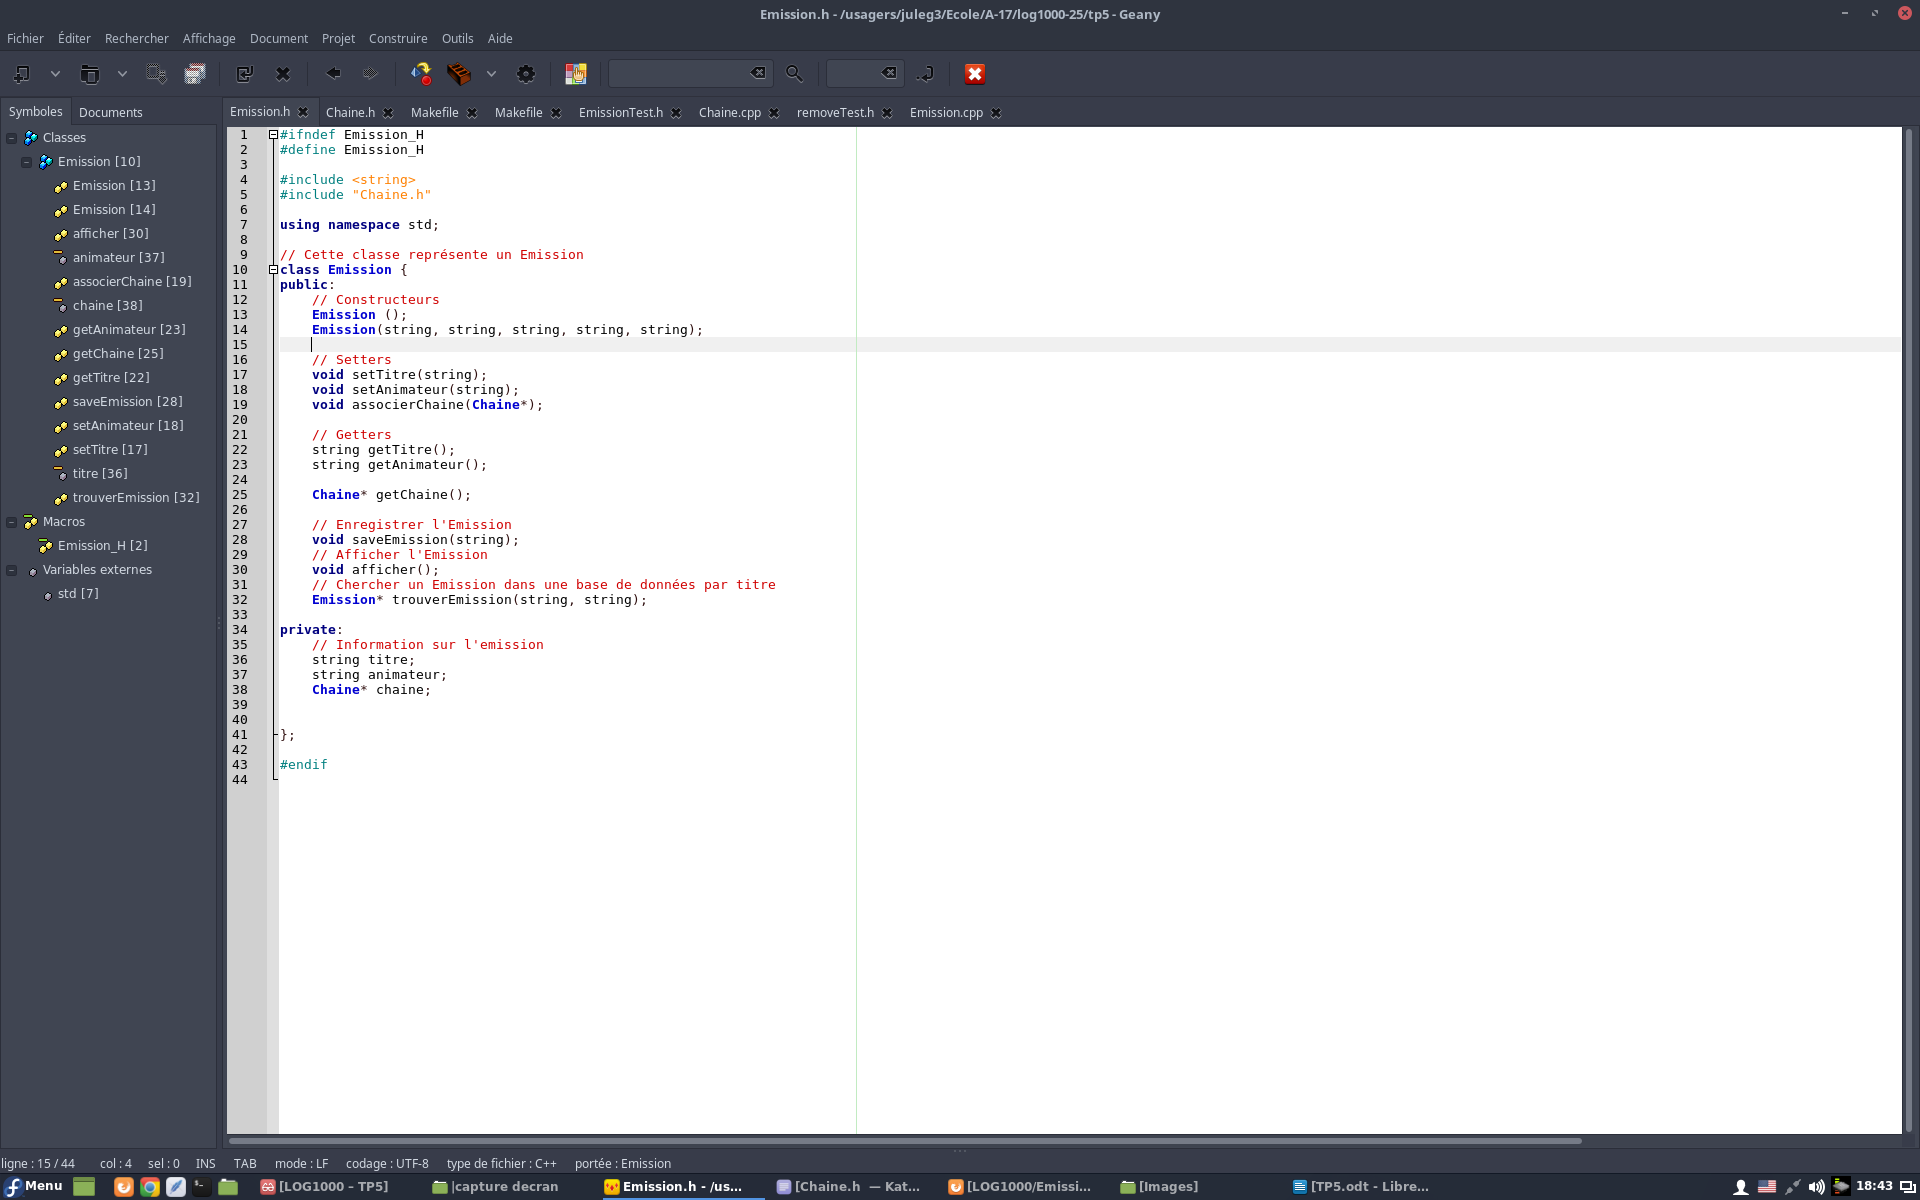 Emission.h - /usagers/juleg3/Ecole/A-17/log1000-25/tp5 - Geany
Fichier Éditer Rechercher Affichage Document Projet Construire Outils Aide
Symboles Documents
Emission.h Chaine.h Makefile Makefile EmissionTest.h Chaine.cpp removeTest.h Emission.cpp
Classes
Emission [10]
Emission [13]
Emission [14]
afficher [30]
animateur [37]
associerChaine [19]
chaine [38]
getAnimateur [23]
getChaine [25]
getTitre [22]
saveEmission [28]
setAnimateur [18]
setTitre [17]
titre [36]
trouverEmission [32]
Macros
Emission_H [2]
Variables externes
std [7]
1 #ifndef Emission_H
2 #define Emission_H
3
4 #include <string>
5 #include "Chaine.h"
6
7 using namespace std;
8
9 // Cette classe représente un Emission
10 class Emission {
11 public:
12 // Constructeurs
13 Emission ();
14 Emission(string, string, string, string, string);
15
16 // Setters
17 void setTitre(string);
18 void setAnimateur(string);
19 void associerChaine(Chaine*);
20
21 // Getters
22 string getTitre();
23 string getAnimateur();
24
25 Chaine* getChaine();
26
27 // Enregistrer l'Emission
28 void saveEmission(string);
29 // Afficher l'Emission
30 void afficher();
31 // Chercher un Emission dans une base de données par titre
32 Emission* trouverEmission(string, string);
33
34 private:
35 // Information sur l'emission
36 string titre;
37 string animateur;
38 Chaine* chaine;
39
40
41 };
42
43 #endif
44
ligne : 15 / 44 col : 4 sel : 0 INS TAB mode : LF codage : UTF-8 type de fichier : C++ portée : Emission
Menu [LOG1000 – TP5] |capture decran Emission.h - /us... [Chaine.h — Kat... [LOG1000/Emissi... [Images] [TP5.odt - Libre... 18:43